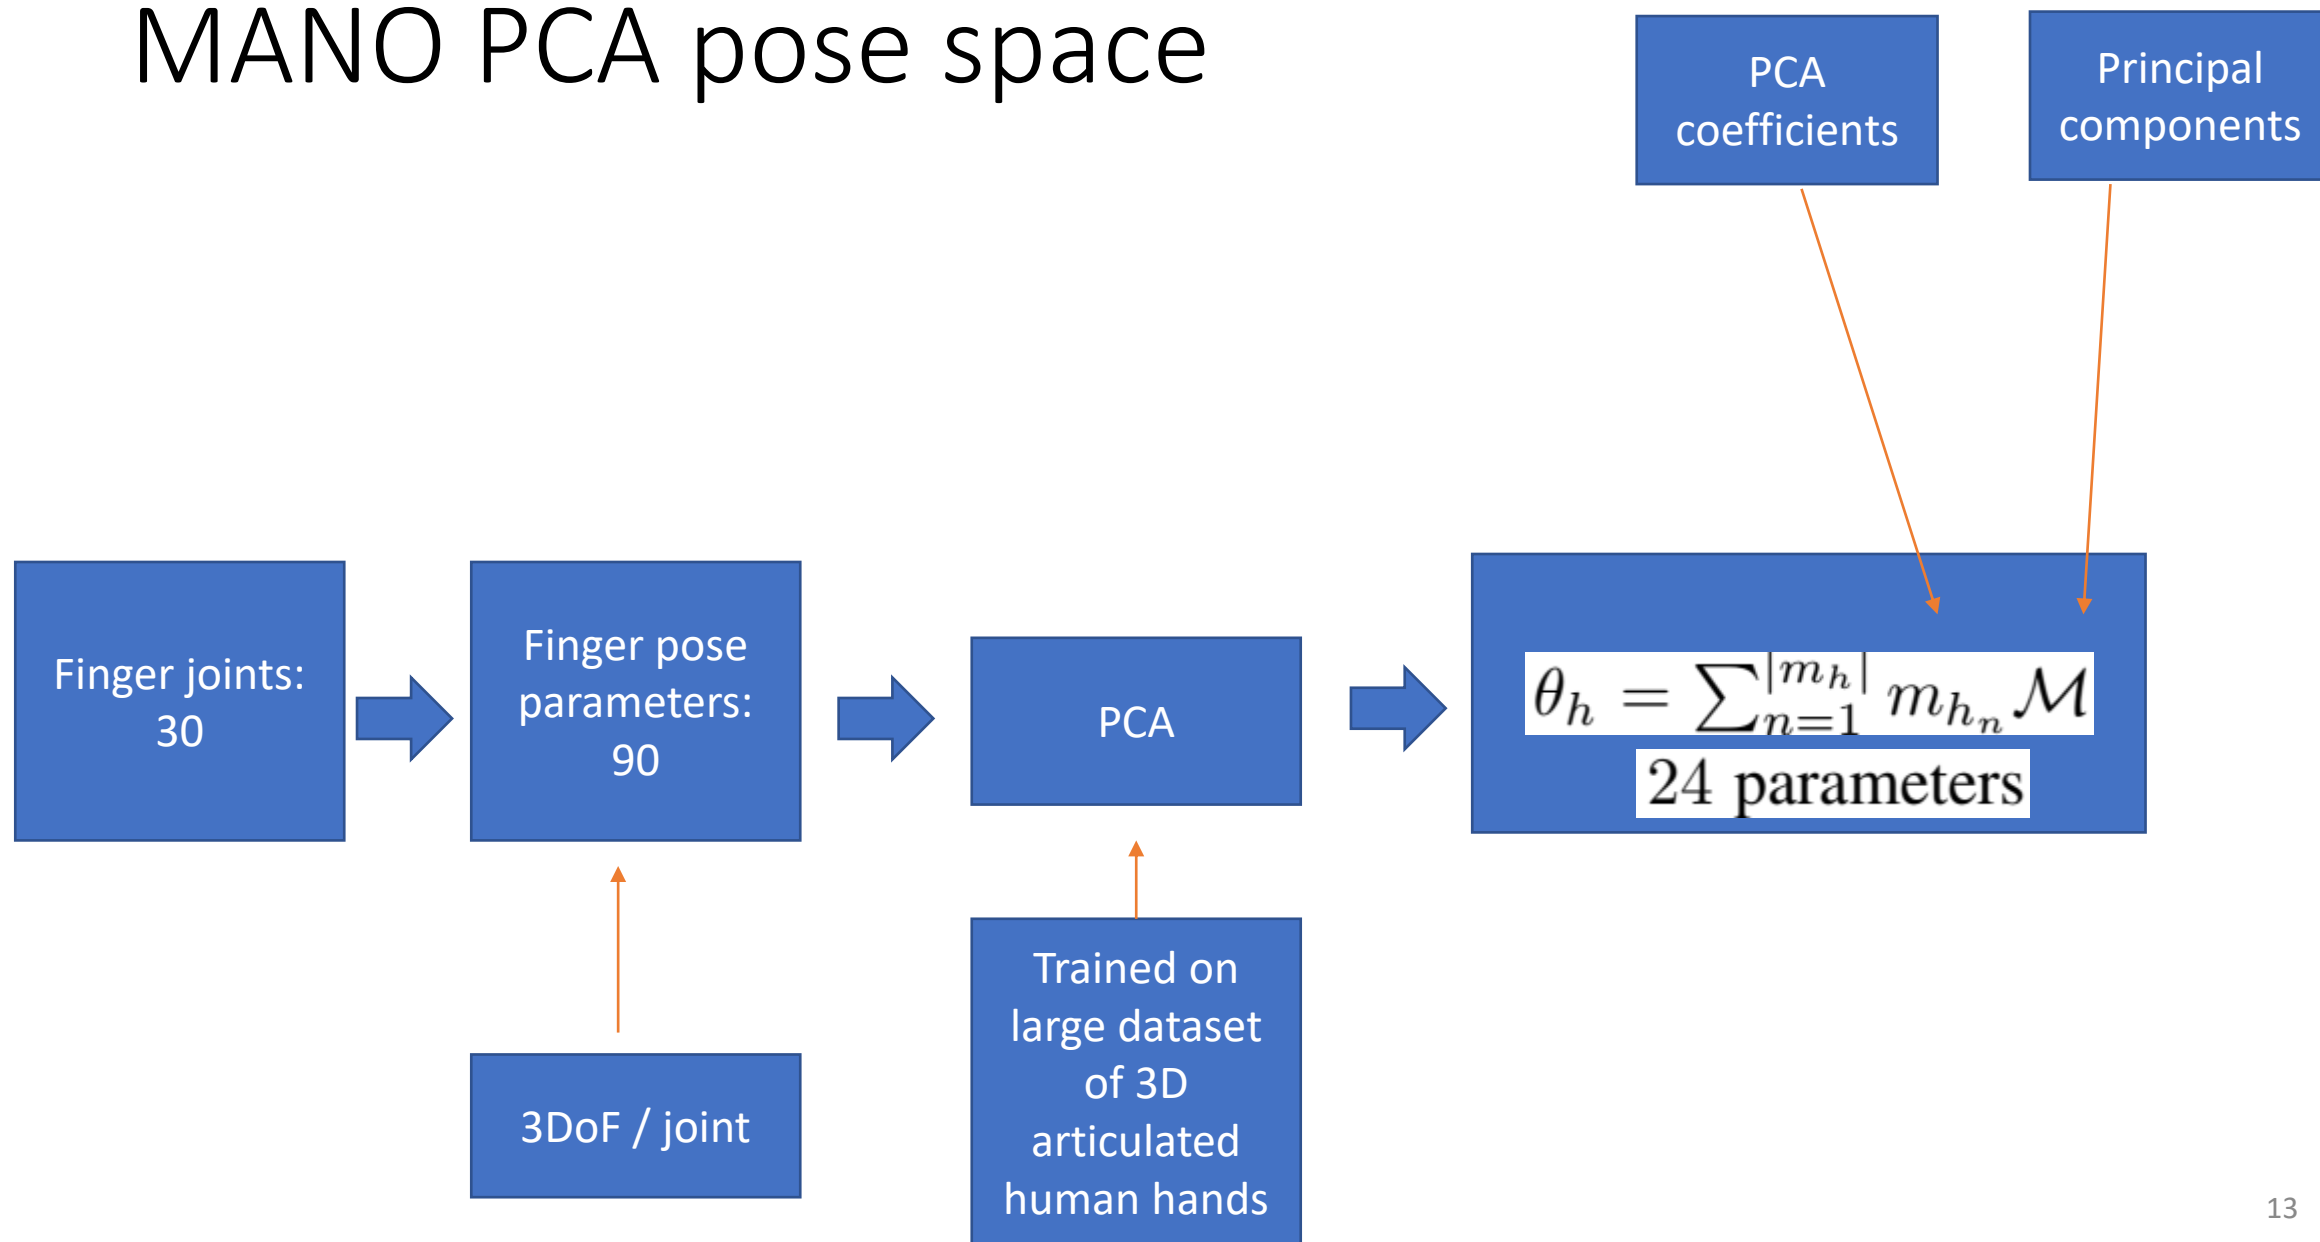 MANO PCA pose space
PCA
coefficients
Principal
components
Finger joints:
30
Finger pose
parameters:
90
PCA
θ_h = ∑_{n=1}^{|m_h|} m_{h_n} ℳ
24 parameters
3DoF / joint
Trained on
large dataset
of 3D
articulated
human hands
13